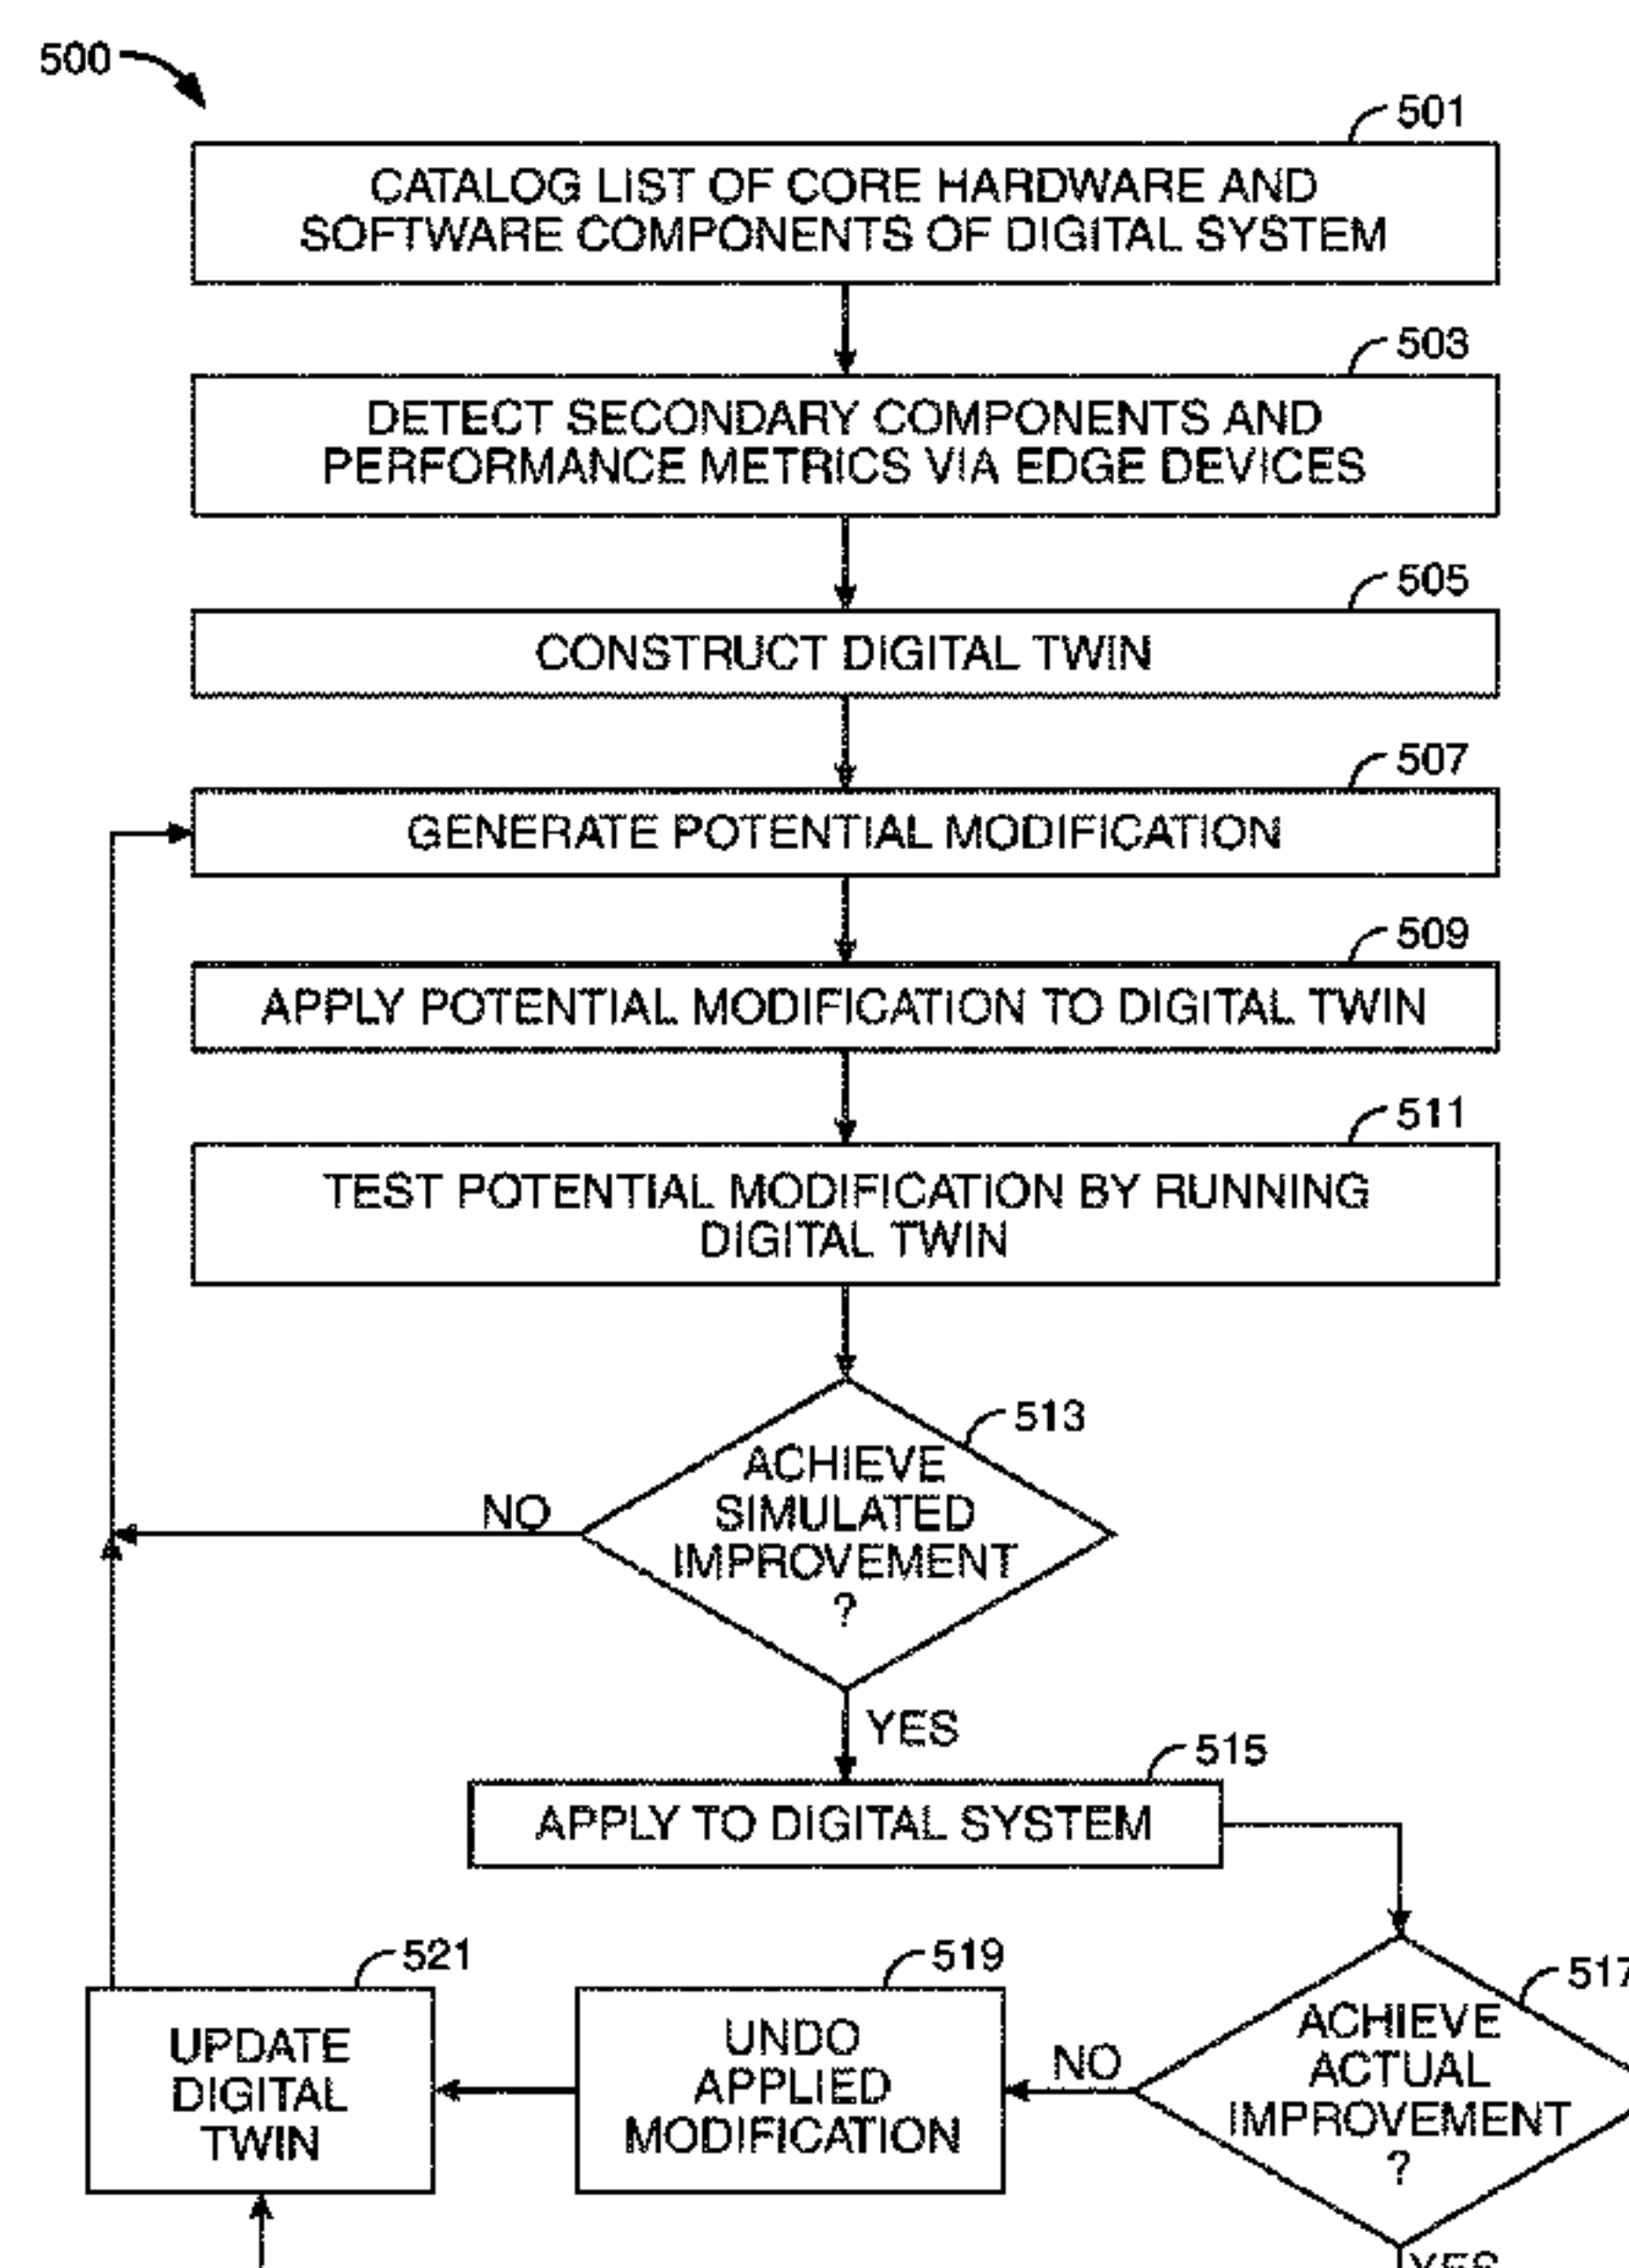 500
501
CATALOG LIST OF CORE HARDWARE AND
SOFTWARE COMPONENTS OF DIGITAL SYSTEM
503
DETECT SECONDARY COMPONENTS AND
PERFORMANCE METRICS VIA EDGE DEVICES
505
CONSTRUCT DIGITAL TWIN
507
GENERATE POTENTIAL MODIFICATION
509
APPLY POTENTIAL MODIFICATION TO DIGITAL TWIN
511
TEST POTENTIAL MODIFICATION BY RUNNING
DIGITAL TWIN
513
ACHIEVE
SIMULATED
IMPROVEMENT
?
NO
YES
515
APPLY TO DIGITAL SYSTEM
517
ACHIEVE
ACTUAL
IMPROVEMENT
?
NO
YES
519
UNDO
APPLIED
MODIFICATION
521
UPDATE
DIGITAL
TWIN